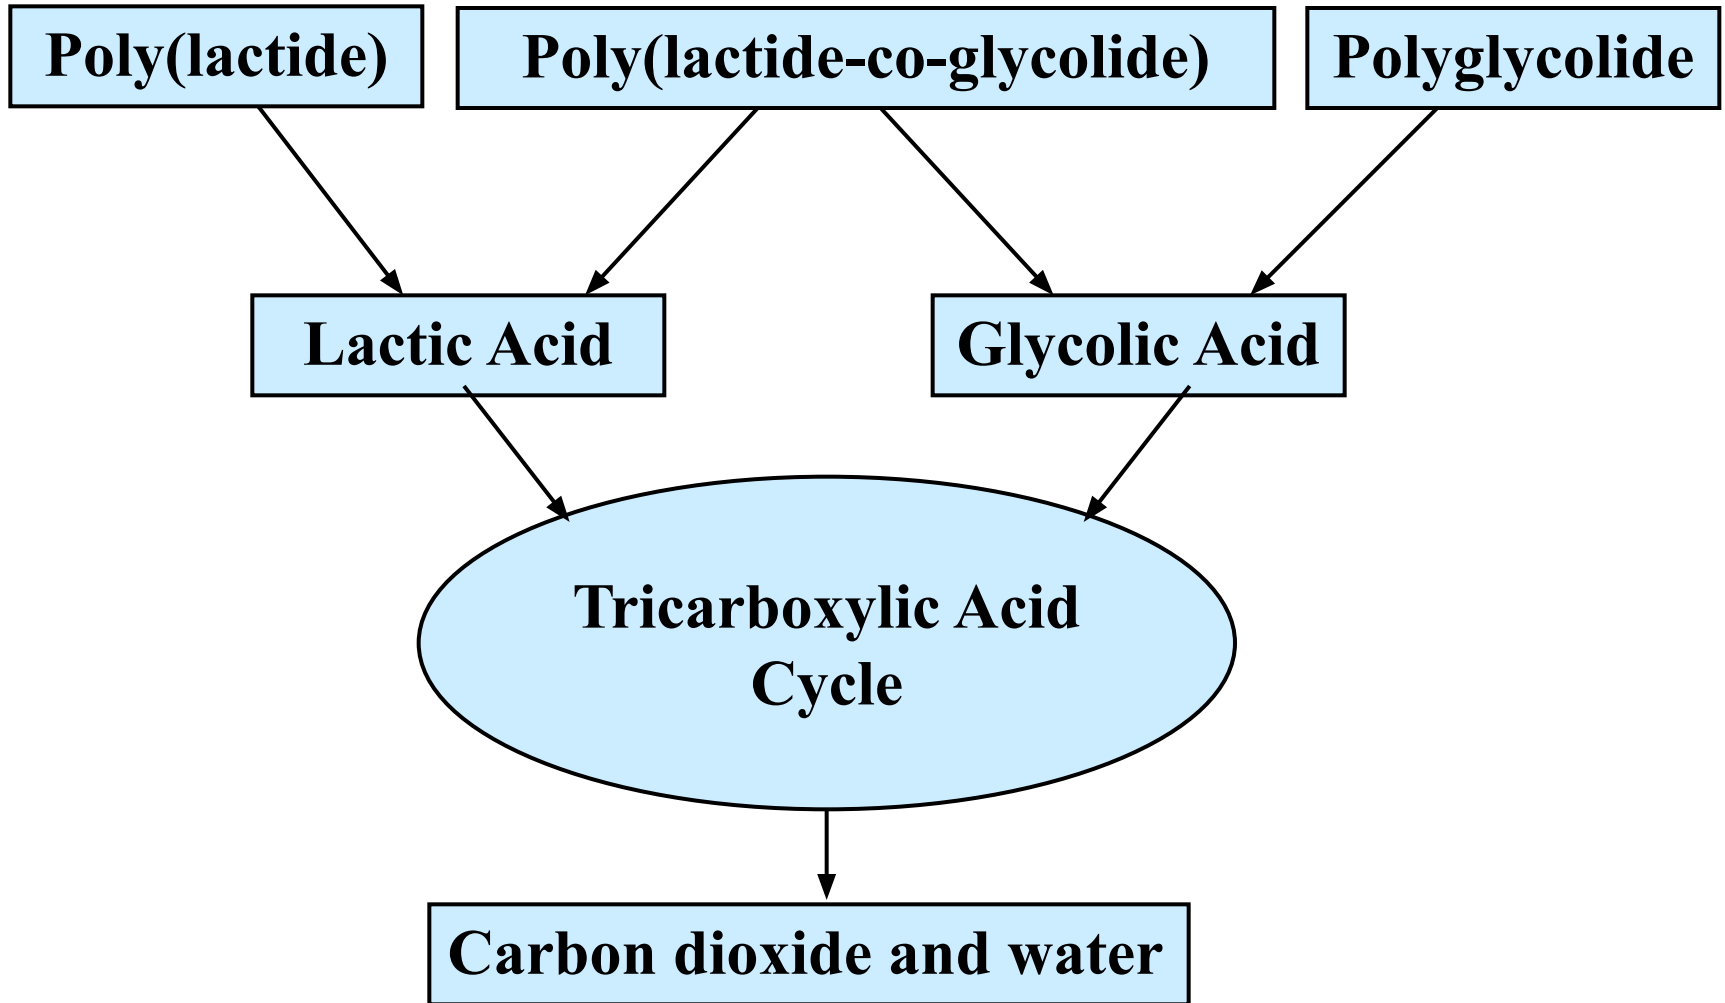 Poly(lactide)
Poly(lactide-co-glycolide)
Polyglycolide
Lactic Acid
Glycolic Acid
Tricarboxylic Acid
Cycle
Carbon dioxide and water